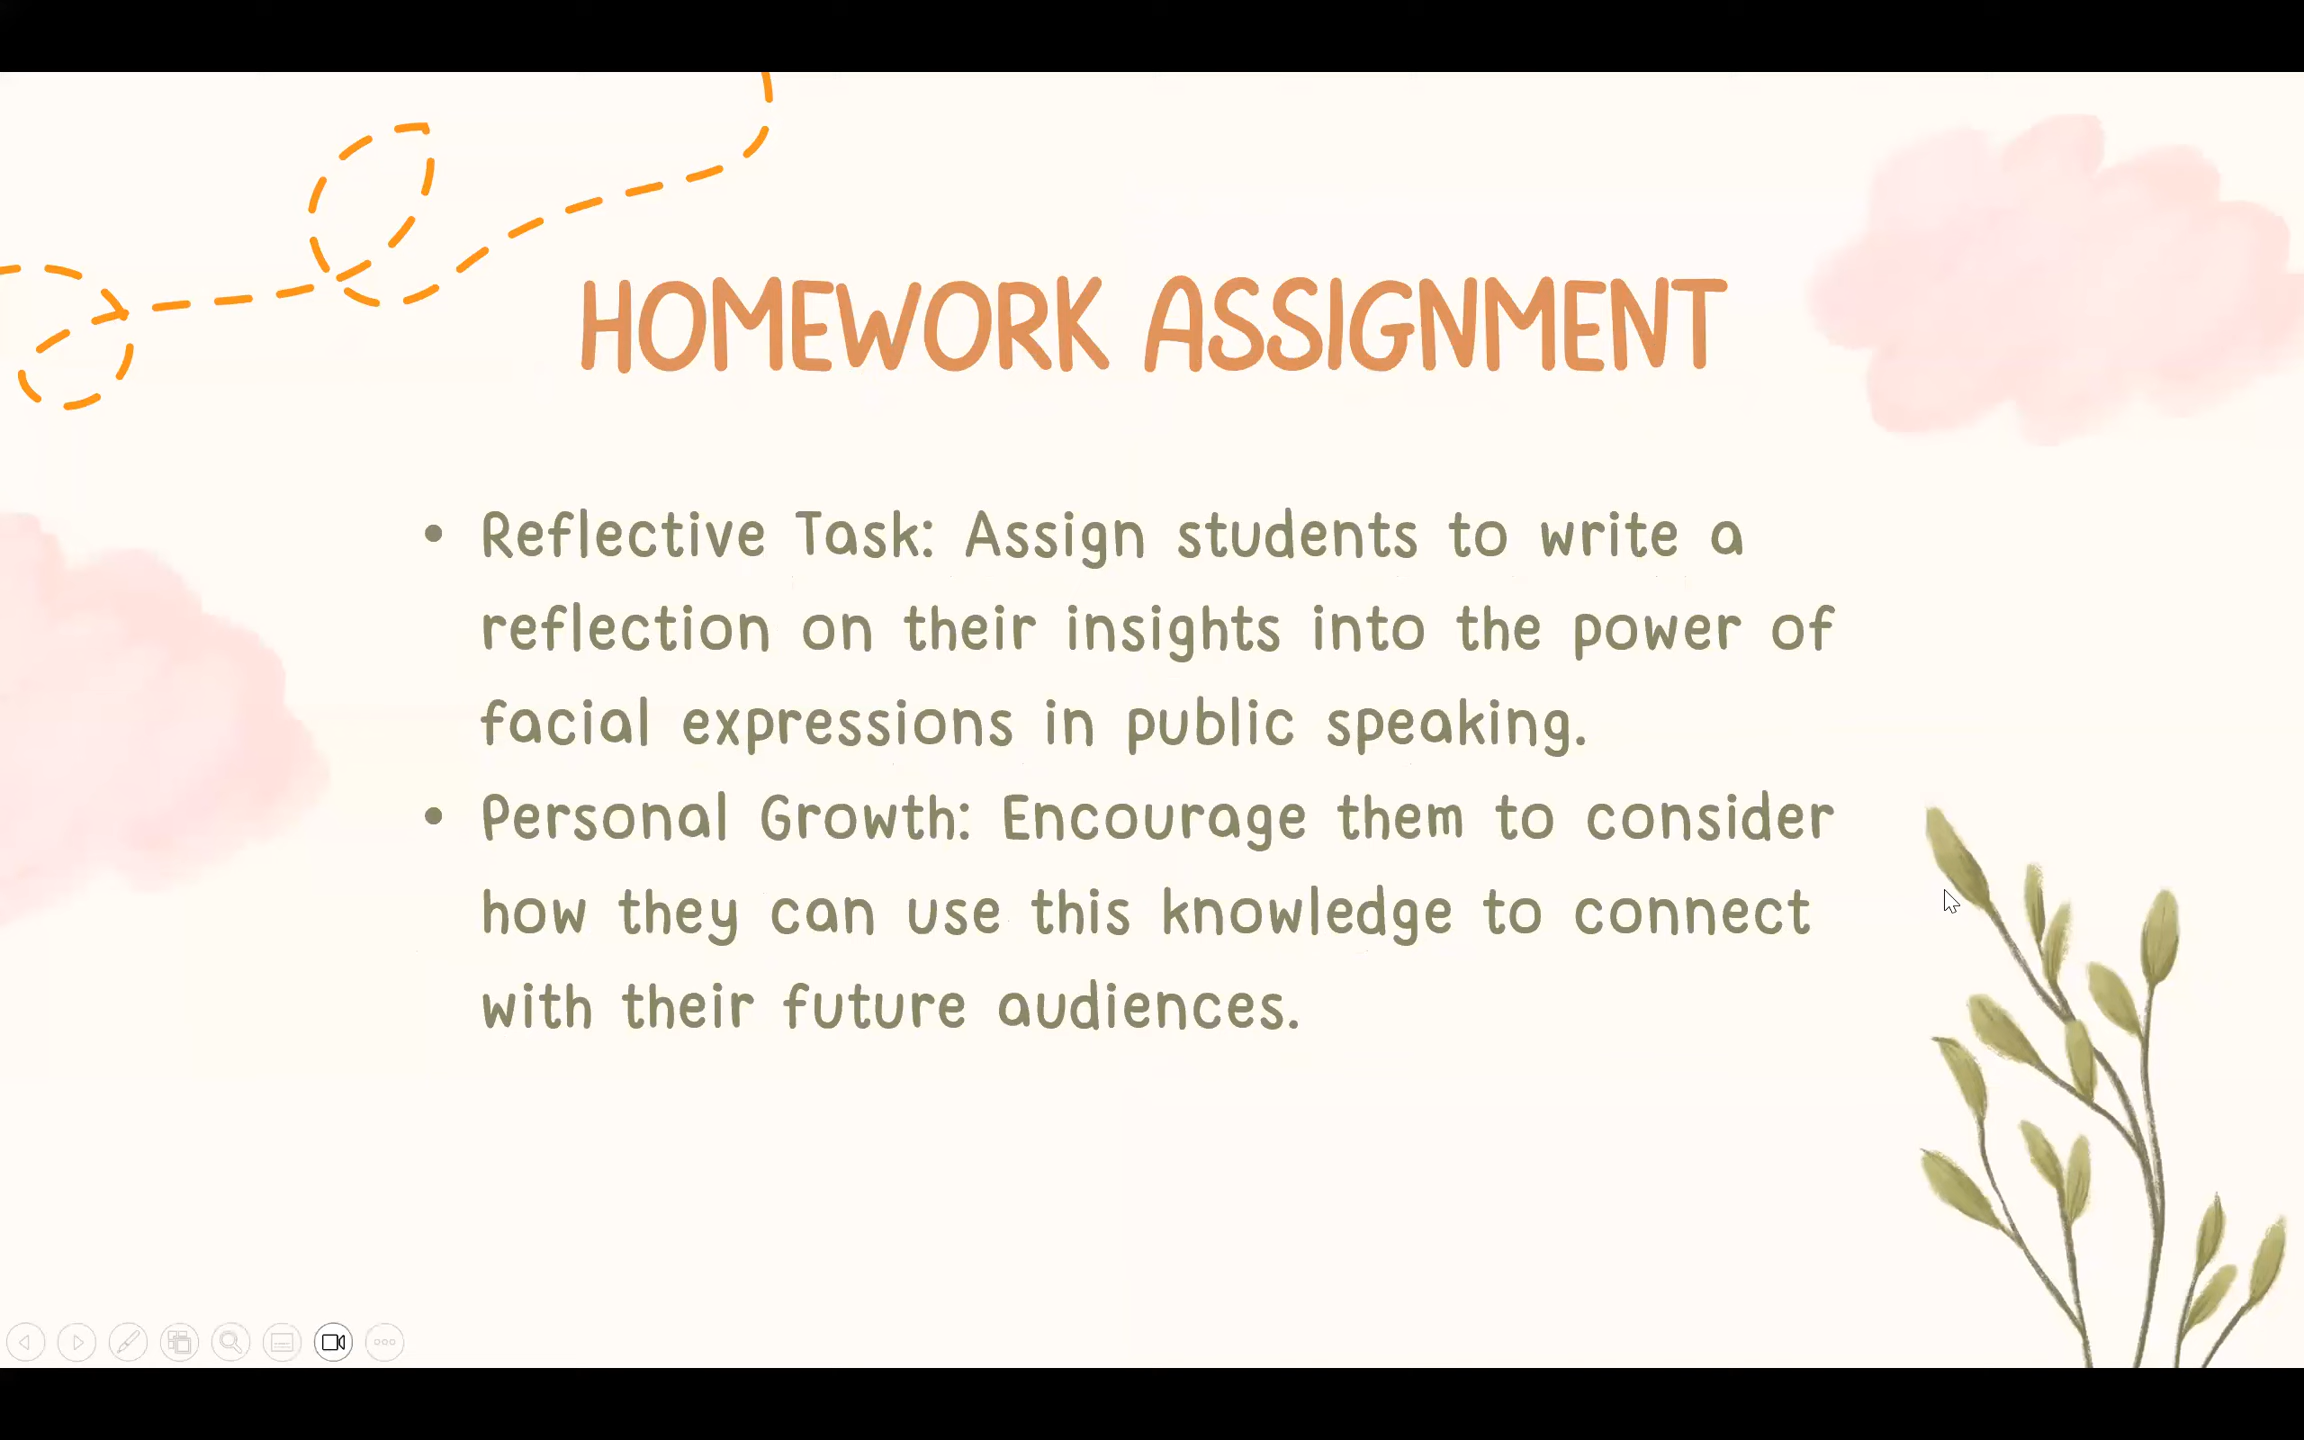 HOMEWORK ASSIGNMENT
• Reflective Task: Assign students to write a
reflection on their insights into the power of
facial expressions in public speaking.
• Personal Growth: Encourage them to consider
how they can use this knowledge to connect
with their future audiences.